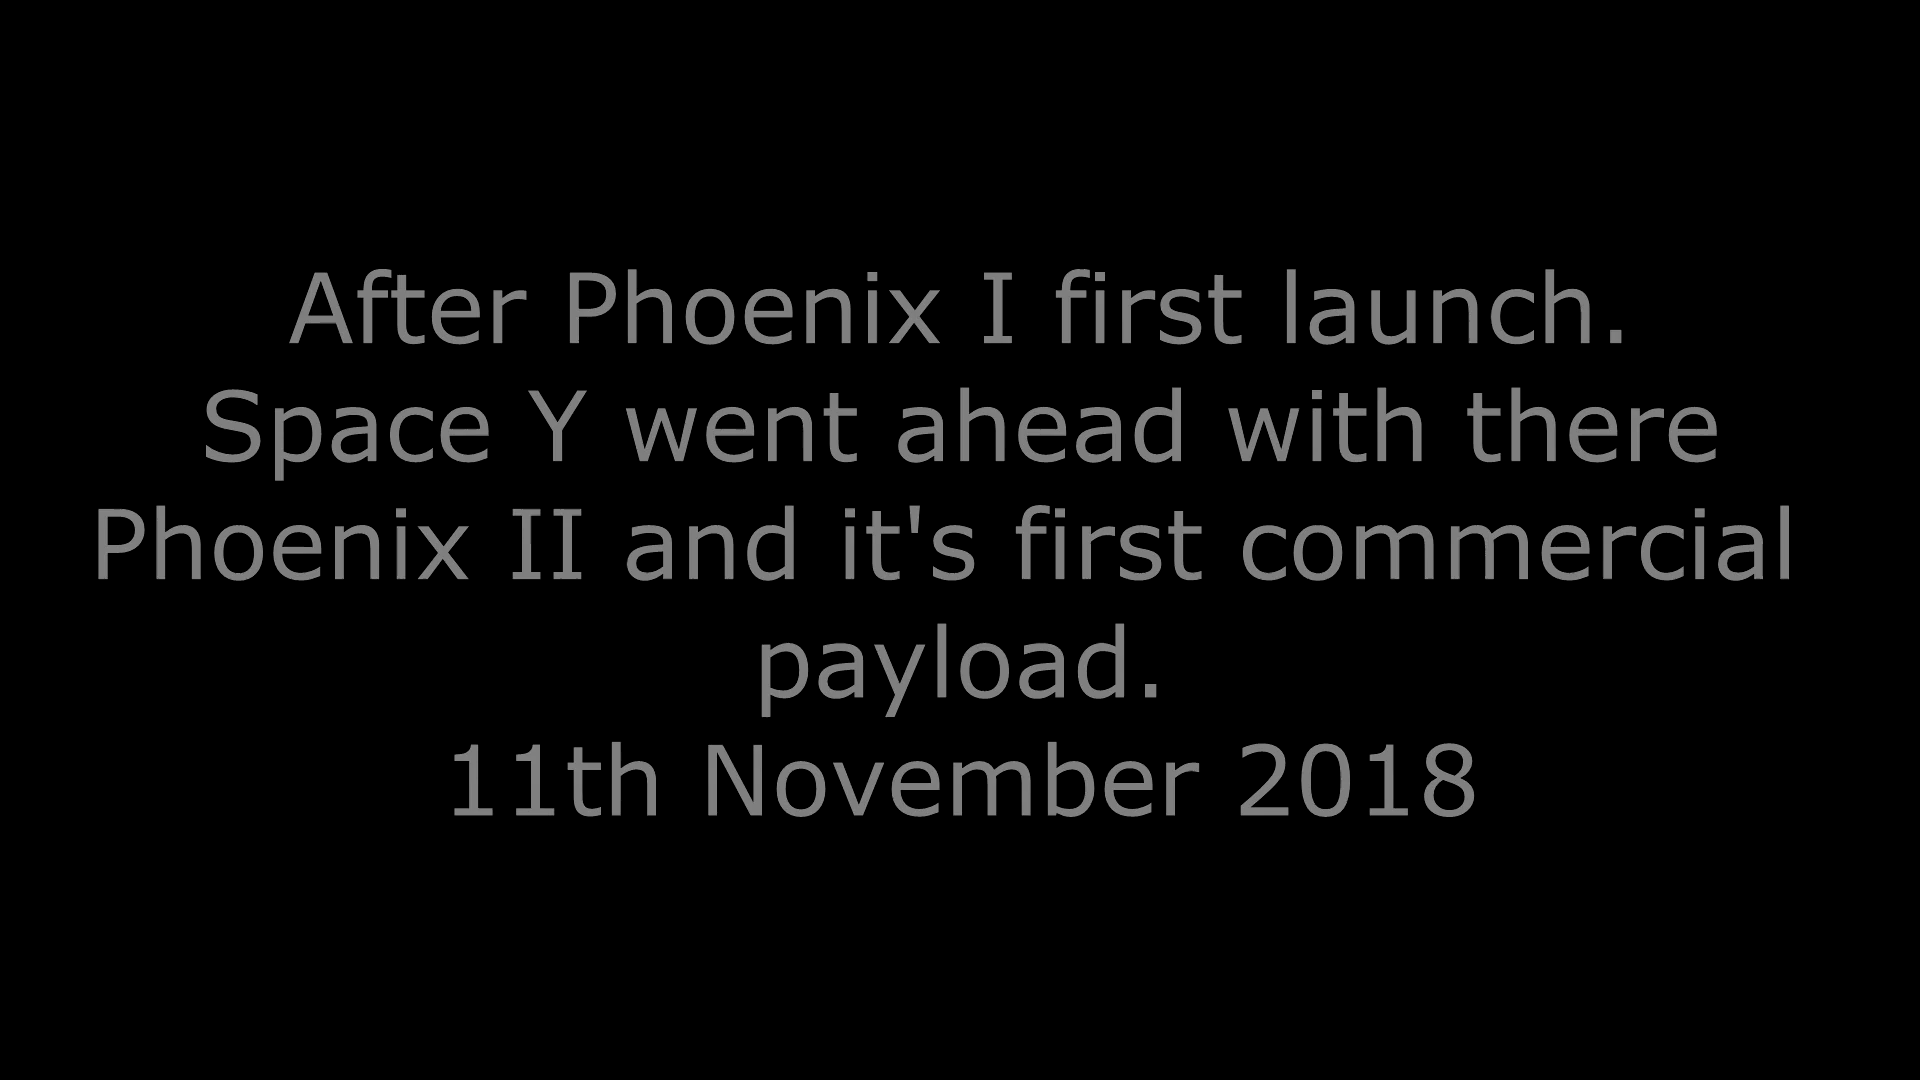 After Phoenix I first launch.
Space Y went ahead with there
Phoenix II and it's first commercial
payload.
11th November 2018